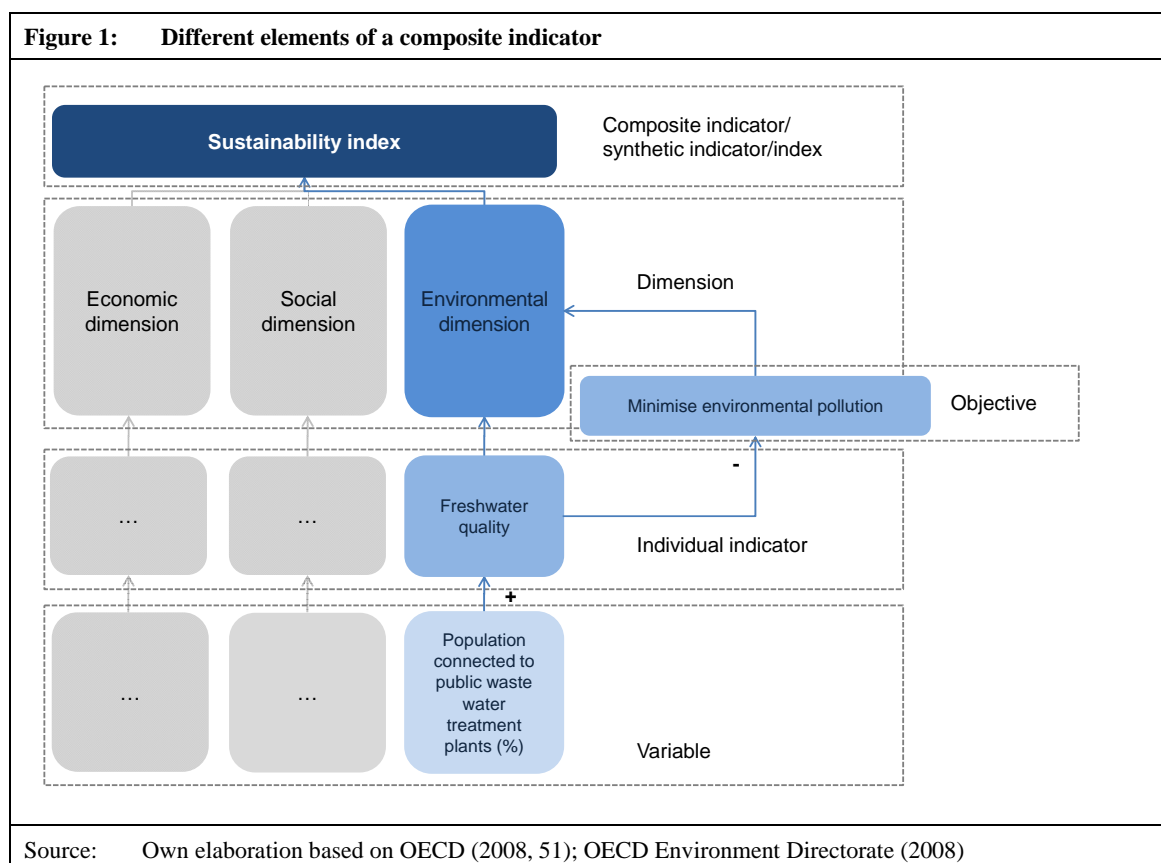 Figure 1: Different elements of a composite indicator
Sustainability index
Composite indicator/
synthetic indicator/index
Economic
dimension
Social
dimension
Environmental
dimension
Dimension
Minimise environmental pollution
Objective
-
…
…
Freshwater
quality
Individual indicator
+
…
…
Population
connected to
public waste
water
treatment
plants (%)
Variable
Source: Own elaboration based on OECD (2008, 51); OECD Environment Directorate (2008)